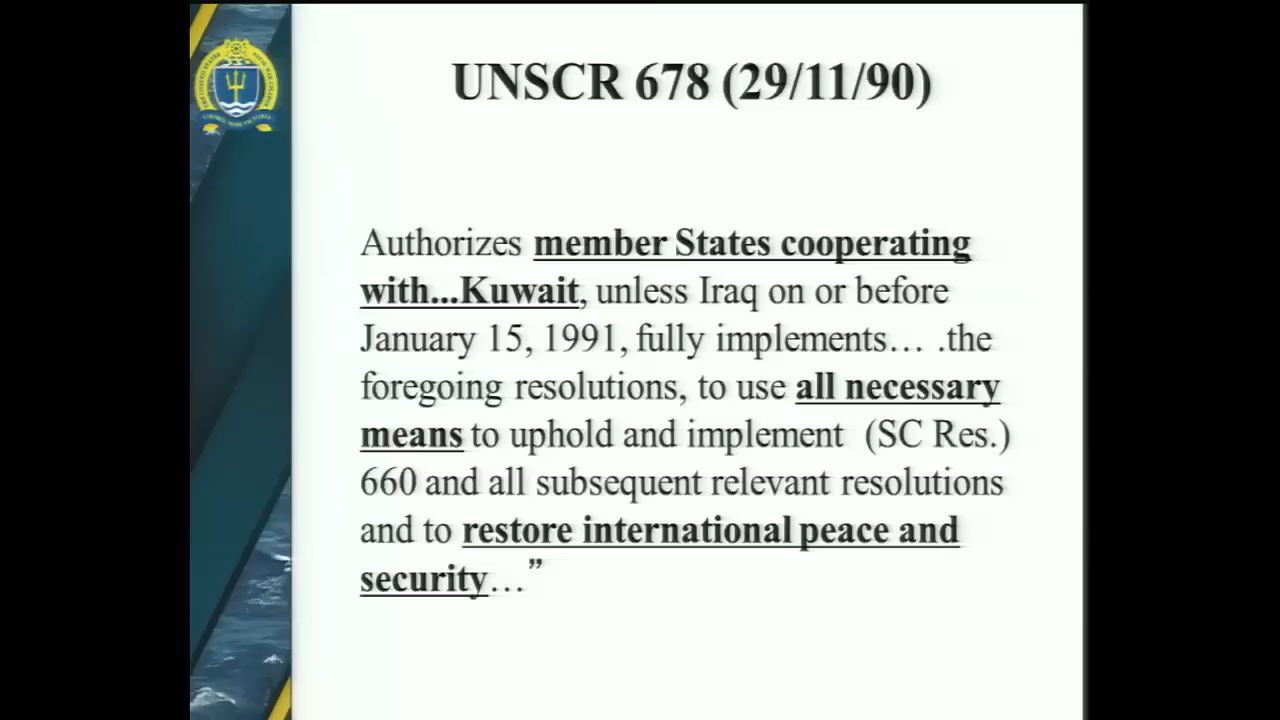 UNSCR 678 (29/11/90)
Authorizes member States cooperating
with...Kuwait, unless Iraq on or before
January 15, 1991, fully implements… .the
foregoing resolutions, to use all necessary
means to uphold and implement (SC Res.)
660 and all subsequent relevant resolutions
and to restore international peace and
security…”